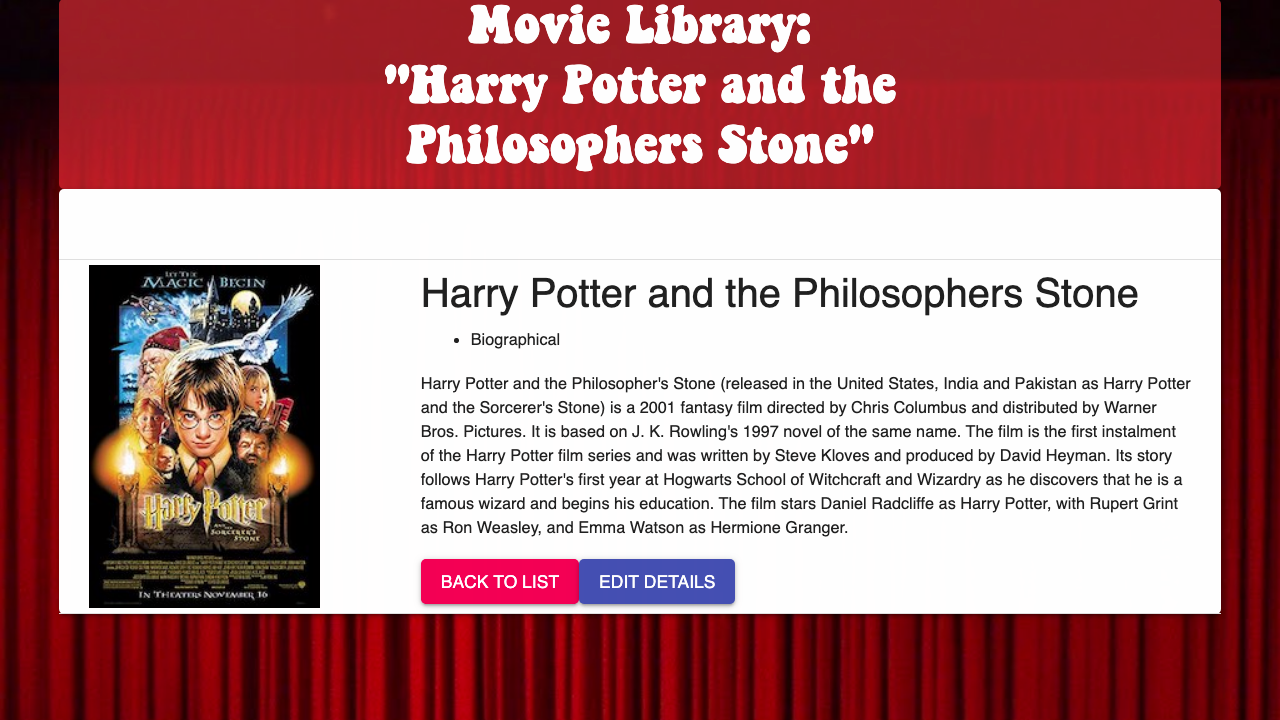 Movie Library:
"Harry Potter and the
Philosophers Stone"
LET THE
MAGIC BEGIN
Harry Potter
AND THE
SORCERER'S
STONE
IN THEATERS NOVEMBER 16
Harry Potter and the Philosophers Stone
• Biographical
Harry Potter and the Philosopher's Stone (released in the United States, India and Pakistan as Harry Potter
and the Sorcerer's Stone) is a 2001 fantasy film directed by Chris Columbus and distributed by Warner
Bros. Pictures. It is based on J. K. Rowling's 1997 novel of the same name. The film is the first instalment
of the Harry Potter film series and was written by Steve Kloves and produced by David Heyman. Its story
follows Harry Potter's first year at Hogwarts School of Witchcraft and Wizardry as he discovers that he is a
famous wizard and begins his education. The film stars Daniel Radcliffe as Harry Potter, with Rupert Grint
as Ron Weasley, and Emma Watson as Hermione Granger.
BACK TO LIST EDIT DETAILS